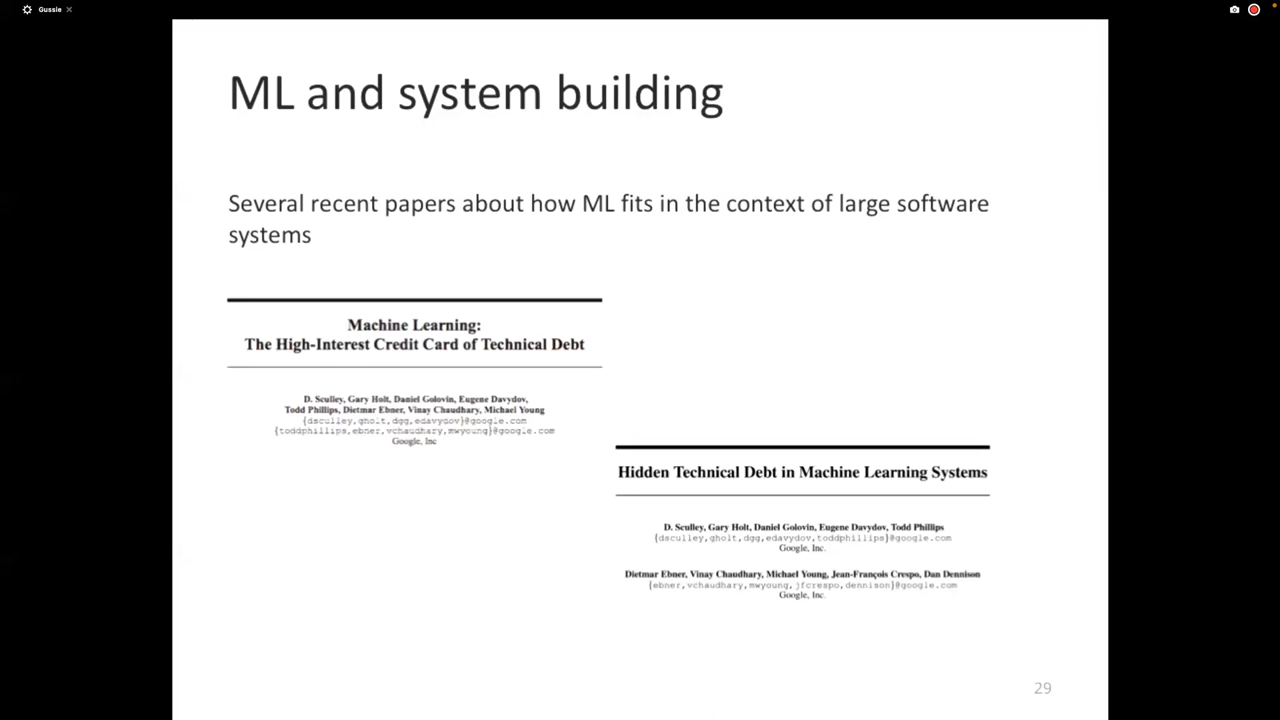 Gussie
ML and system building
Several recent papers about how ML fits in the context of large software
systems
Machine Learning:
The High-Interest Credit Card of Technical Debt
D. Sculley, Gary Holt, Daniel Golovin, Eugene Davydov,
Todd Phillips, Dietmar Ebner, Vinay Chaudhary, Michael Young
{dsculley,gholt,dgg,edavydov}@google.com
{toddphillips,ebner,vchaudhary,mwyoung}@google.com
Google, Inc
Hidden Technical Debt in Machine Learning Systems
D. Sculley, Gary Holt, Daniel Golovin, Eugene Davydov, Todd Phillips
{dsculley,gholt,dgg,edavydov,toddphillips}@google.com
Google, Inc.
Dietmar Ebner, Vinay Chaudhary, Michael Young, Jean-François Crespo, Dan Dennison
{ebner,vchaudhary,mwyoung,jfcrespo,dennison}@google.com
Google, Inc.
29